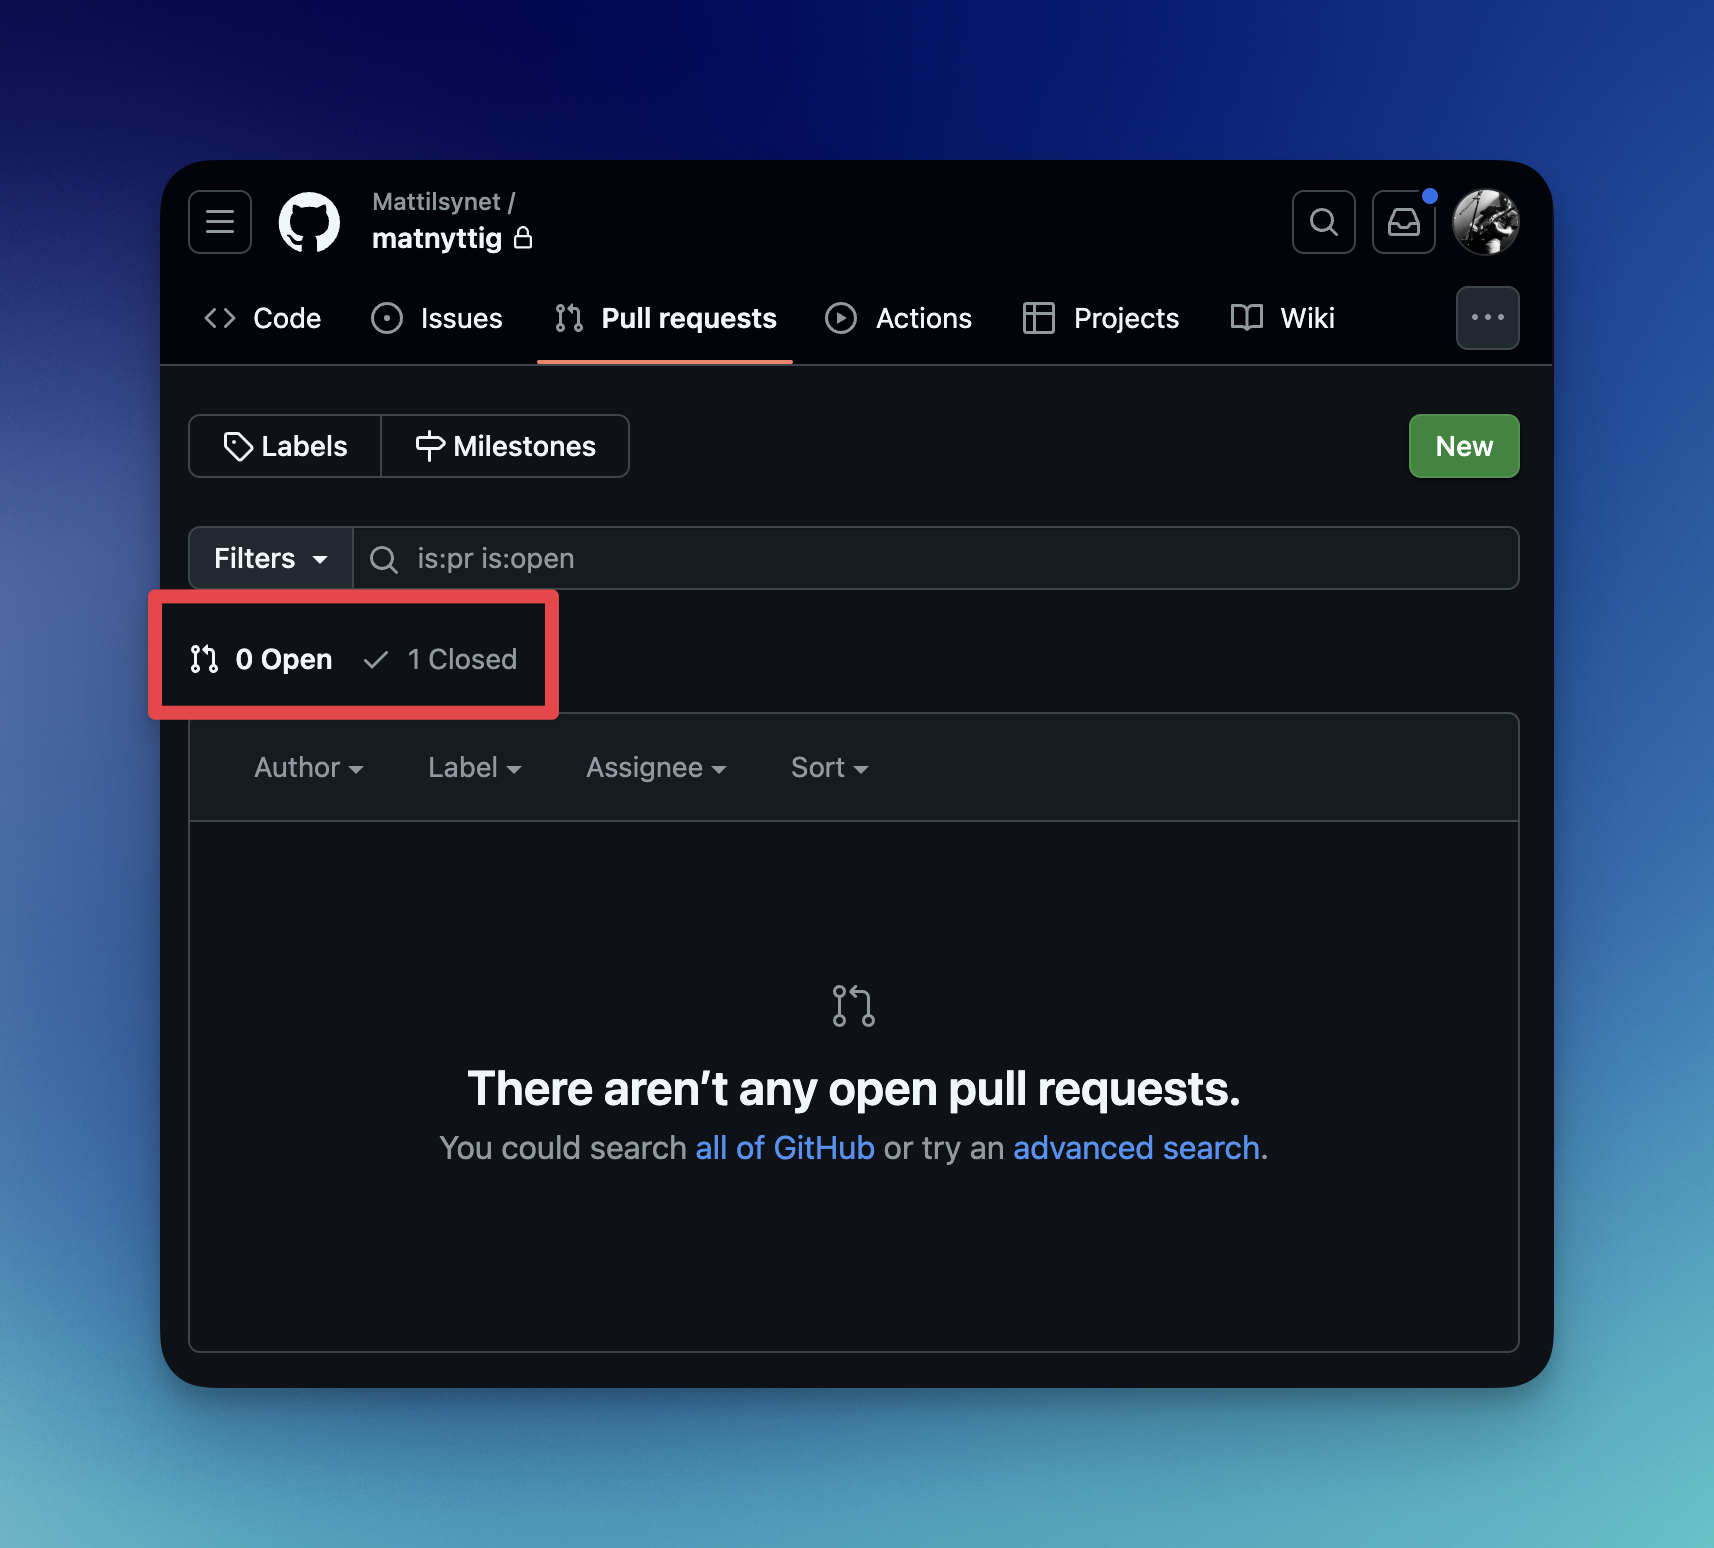 Mattilsynet /
matnyttig
Code Issues Pull requests Actions Projects Wiki
Labels Milestones New
Filters is:pr is:open
0 Open 1 Closed
Author Label Assignee Sort
There aren’t any open pull requests.
You could search all of GitHub or try an advanced search.